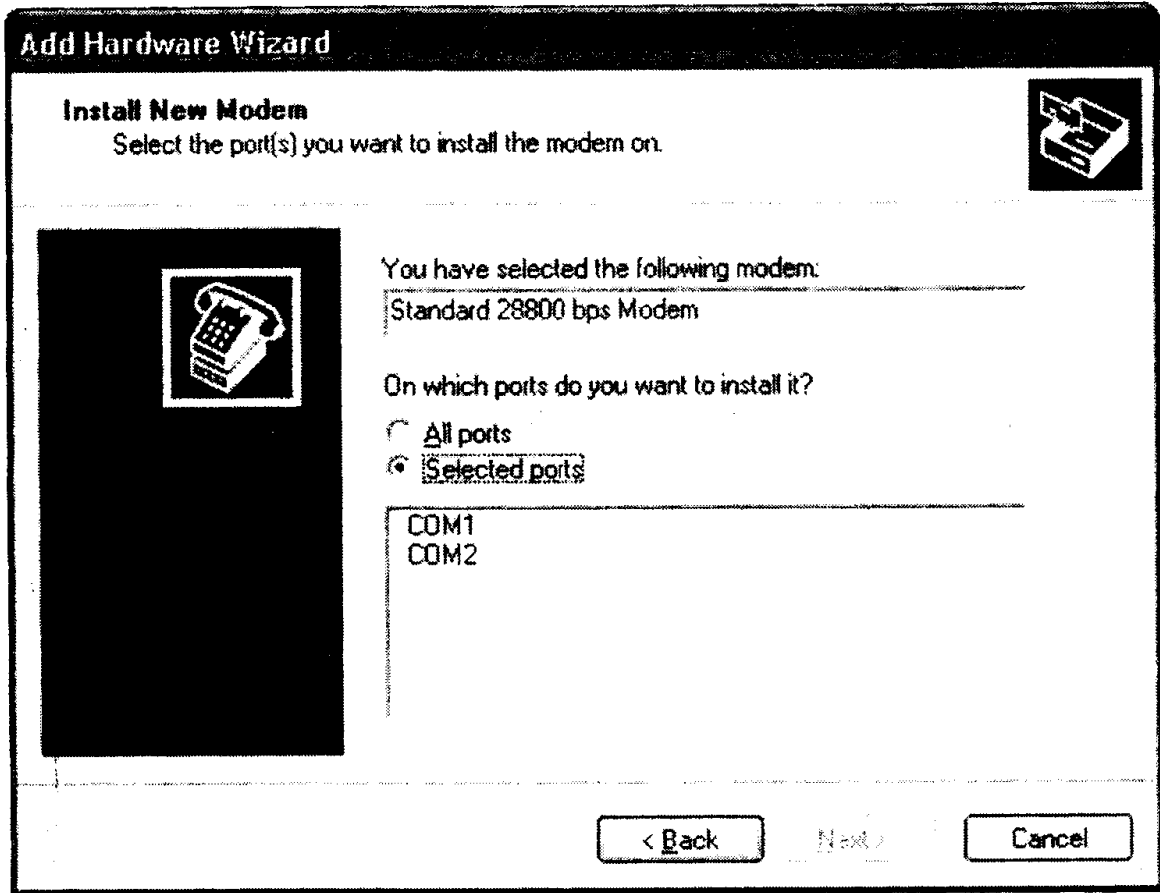 Add Hardware Wizard
Install New Modem
Select the port(s) you want to install the modem on.
You have selected the following modem:
Standard 28800 bps Modem
On which ports do you want to install it?
All ports
Selected ports
COM1
COM2
< Back Next > Cancel